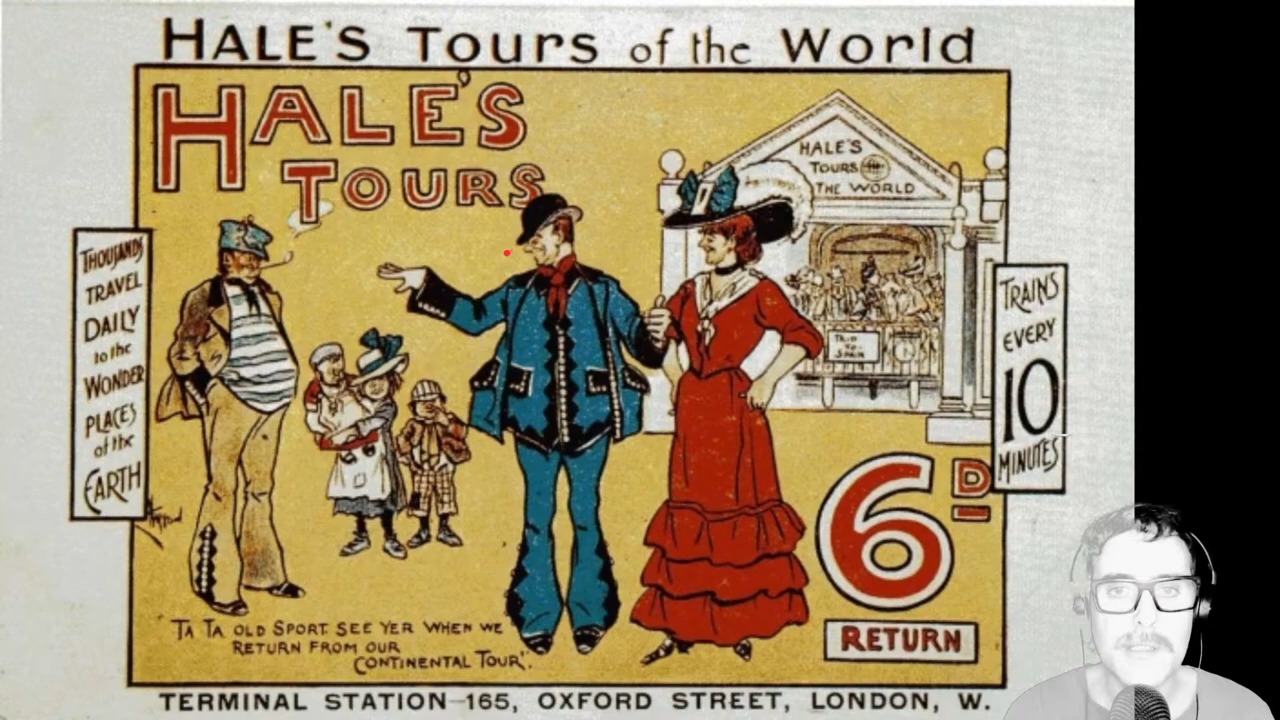 HALE'S TOURS of the WORLD
HALE'S
TOURS
HALE'S
TOURS
THE WORLD
THOUSANDS
TRAVEL
DAILY
to the
WONDER
PLACES
of the
EARTH
TRAINS
EVERY
10
MINUTES
6D
RETURN
'TA TA OLD SPORT. SEE YER WHEN WE
RETURN FROM OUR
CONTINENTAL TOUR'.
TERMINAL STATION-165, OXFORD STREET, LONDON, W.